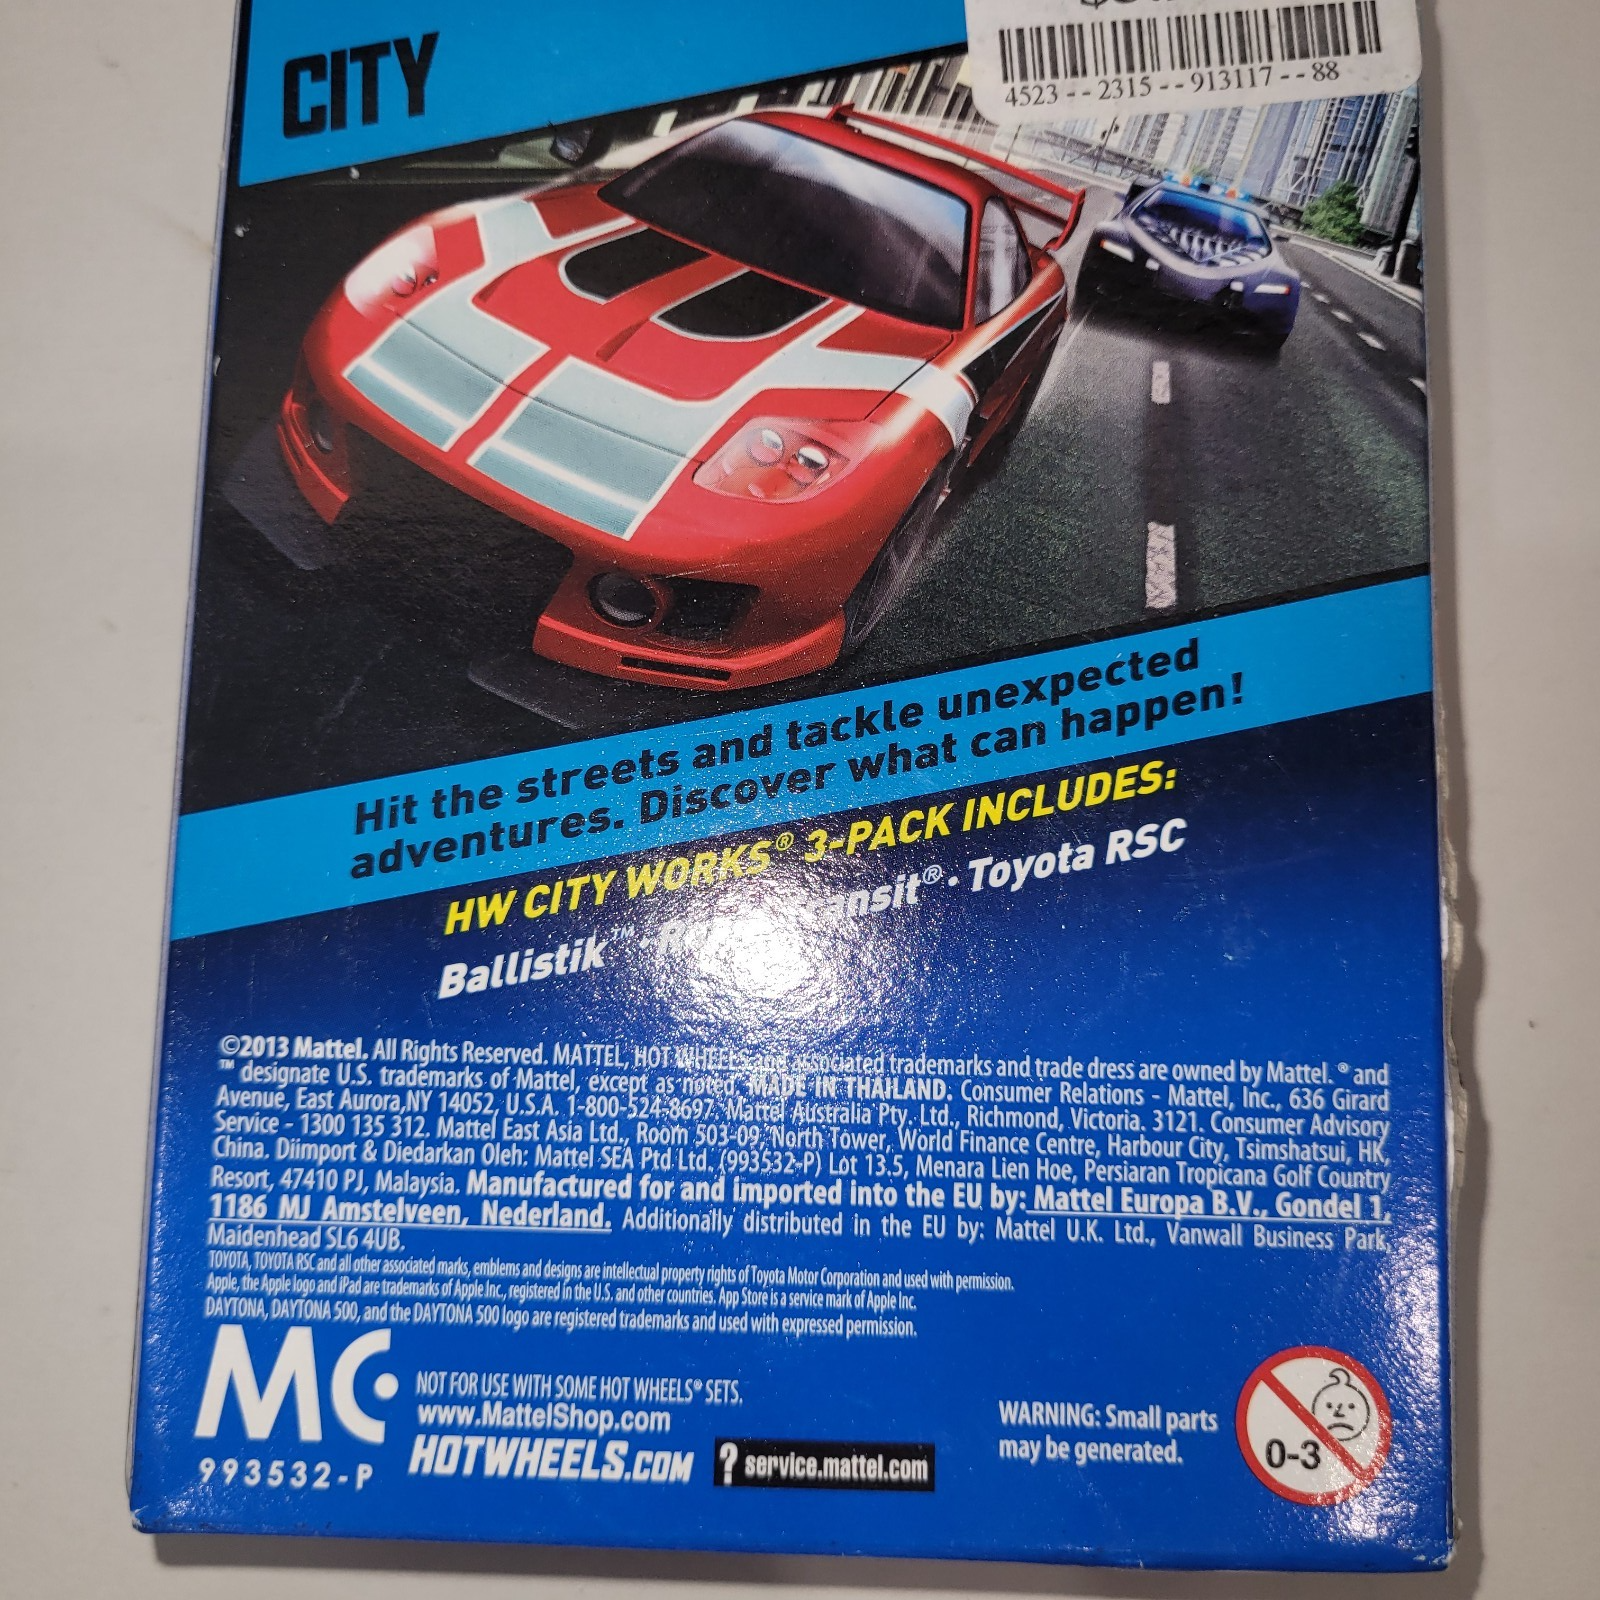 4523 -- 2315 -- 913117 -- 88
CITY
Hit the streets and tackle unexpected
adventures. Discover what can happen!
HW CITY WORKS® 3-PACK INCLUDES:
Ballistik™ · · Toyota RSC
©2013 Mattel. All Rights Reserved. MATTEL, HOT WHEELS and associated trademarks and trade dress are owned by Mattel. ® and
™ designate U.S. trademarks of Mattel, except as noted. MADE IN THAILAND. Consumer Relations - Mattel, Inc., 636 Girard
Avenue, East Aurora,NY 14052, U.S.A. 1-800-524-8697. Mattel Australia Pty. Ltd., Richmond, Victoria. 3121. Consumer Advisory
Service - 1300 135 312. Mattel East Asia Ltd., Room 503-09, North Tower, World Finance Centre, Harbour City, Tsimshatsui, HK,
China. Diimport & Diedarkan Oleh: Mattel SEA Ptd Ltd. (993532-P) Lot 13.5, Menara Lien Hoe, Persiaran Tropicana Golf Country
Resort, 47410 PJ, Malaysia. Manufactured for and imported into the EU by: Mattel Europa B.V., Gondel 1,
1186 MJ Amstelveen, Nederland. Additionally distributed in the EU by: Mattel U.K. Ltd., Vanwall Business Park,
Maidenhead SL6 4UB.
TOYOTA, TOYOTA RSC and all other associated marks, emblems and designs are intellectual property rights of Toyota Motor Corporation and used with permission.
Apple, the Apple logo and iPad are trademarks of Apple Inc., registered in the U.S. and other countries. App Store is a service mark of Apple Inc.
DAYTONA, DAYTONA 500, and the DAYTONA 500 logo are registered trademarks and used with expressed permission.
MC
993532-P
NOT FOR USE WITH SOME HOT WHEELS® SETS.
www.MattelShop.com
HOTWHEELS.COM
? service.mattel.com
WARNING: Small parts
may be generated.
0-3